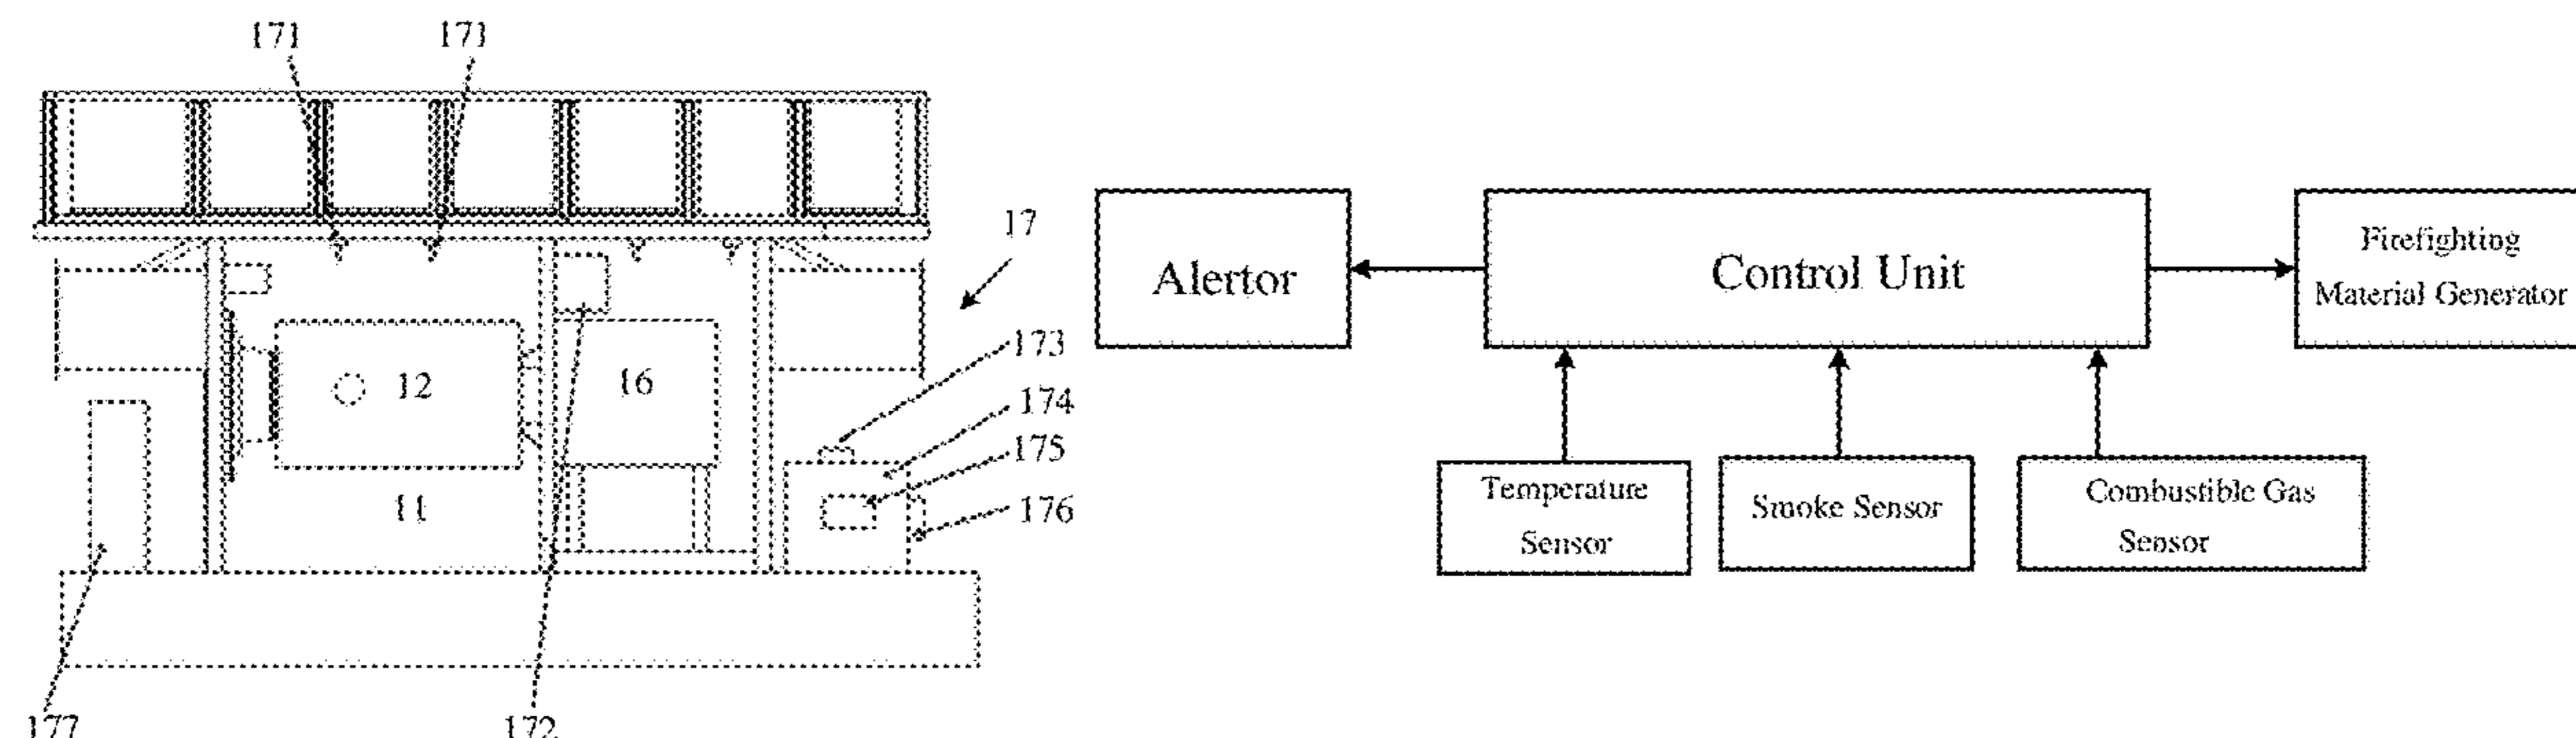 171
171
17
173
12
16
174
175
11
176
177
172
Alertor
Control Unit
Firefighting
Material Generator
Temperature
Sensor
Smoke Sensor
Combustible Gas
Sensor